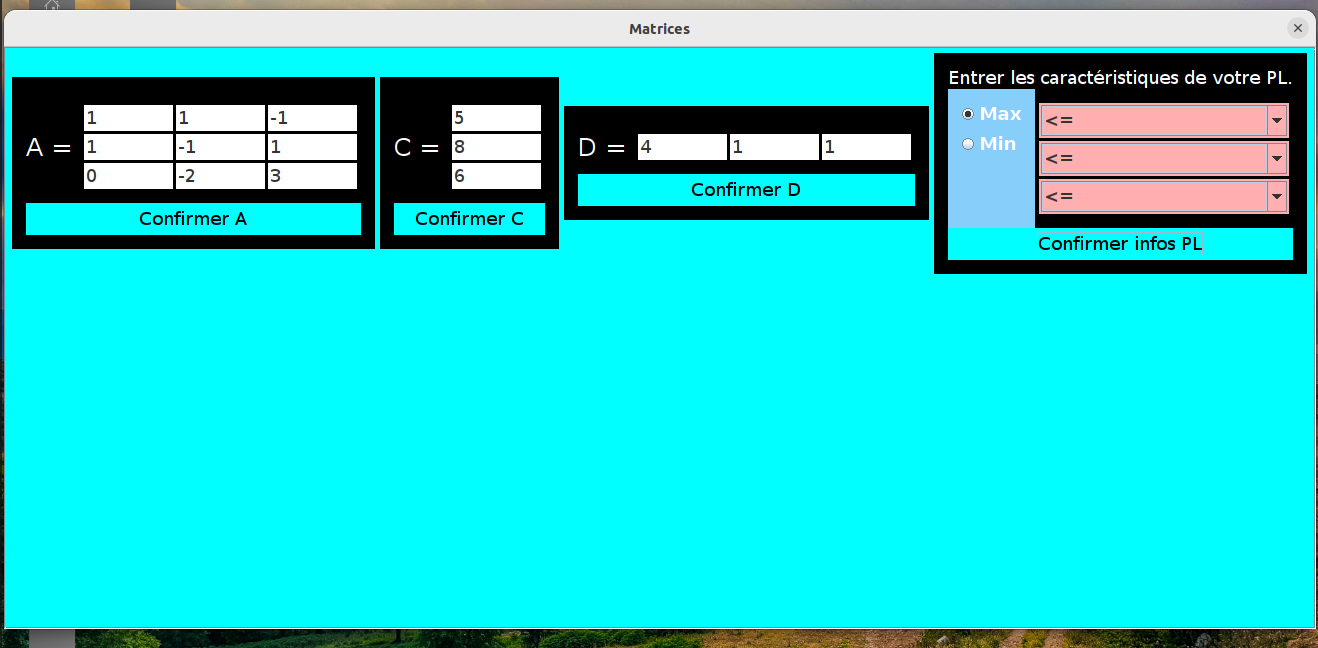 Matrices
A =
1 1 -1
1 -1 1
0 -2 3
Confirmer A
C =
5
8
6
Confirmer C
D = 4 1 1
Confirmer D
Entrer les caractéristiques de votre PL.
Max
Min
<=
<=
<=
Confirmer infos PL